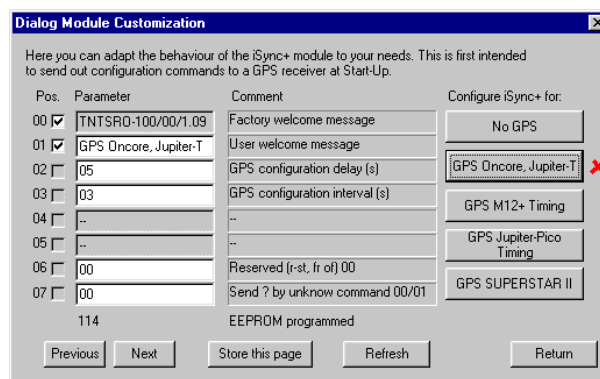 Dialog Module Customization
Here you can adapt the behaviour of the iSync+ module to your needs. This is first intended
to send out configuration commands to a GPS receiver at Start-Up.
Pos. Parameter Comment Configure iSync+ for:
00 TNTSRO-100/00/1.09 Factory welcome message
No GPS
01 GPS Oncore, Jupiter-T User welcome message
02 05 GPS configuration delay (s)
GPS Oncore, Jupiter-T
03 03 GPS configuration interval (s)
GPS M12+ Timing
04 -- --
05 -- --
GPS Jupiter-Pico
Timing
06 00 Reserved (r-st, fr of) 00
GPS SUPERSTAR II
07 00 Send ? by unknow command 00/01
114 EEPROM programmed
Previous Next Store this page Refresh Return